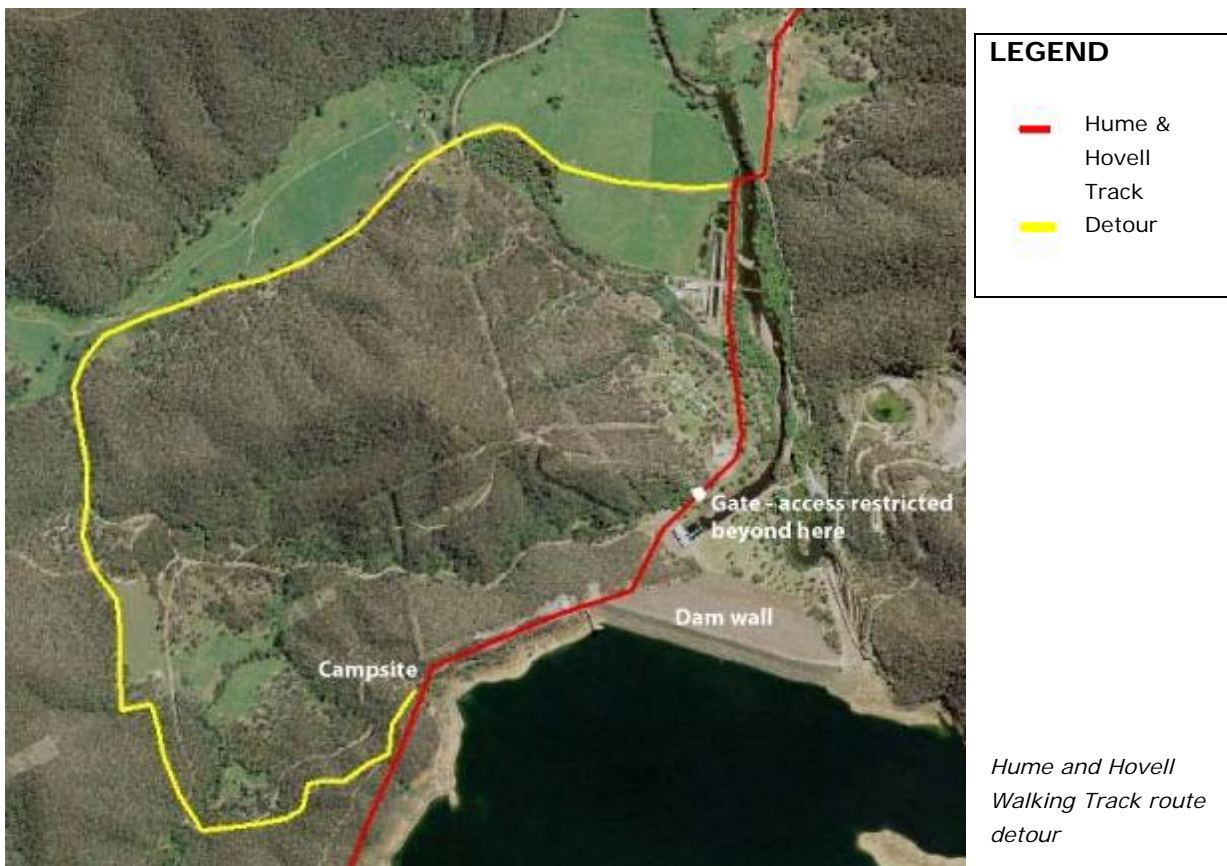 LEGEND
Hume &
Hovell
Track
Detour
Gate - access restricted
beyond here
Dam wall
Campsite
Hume and Hovell
Walking Track route
detour